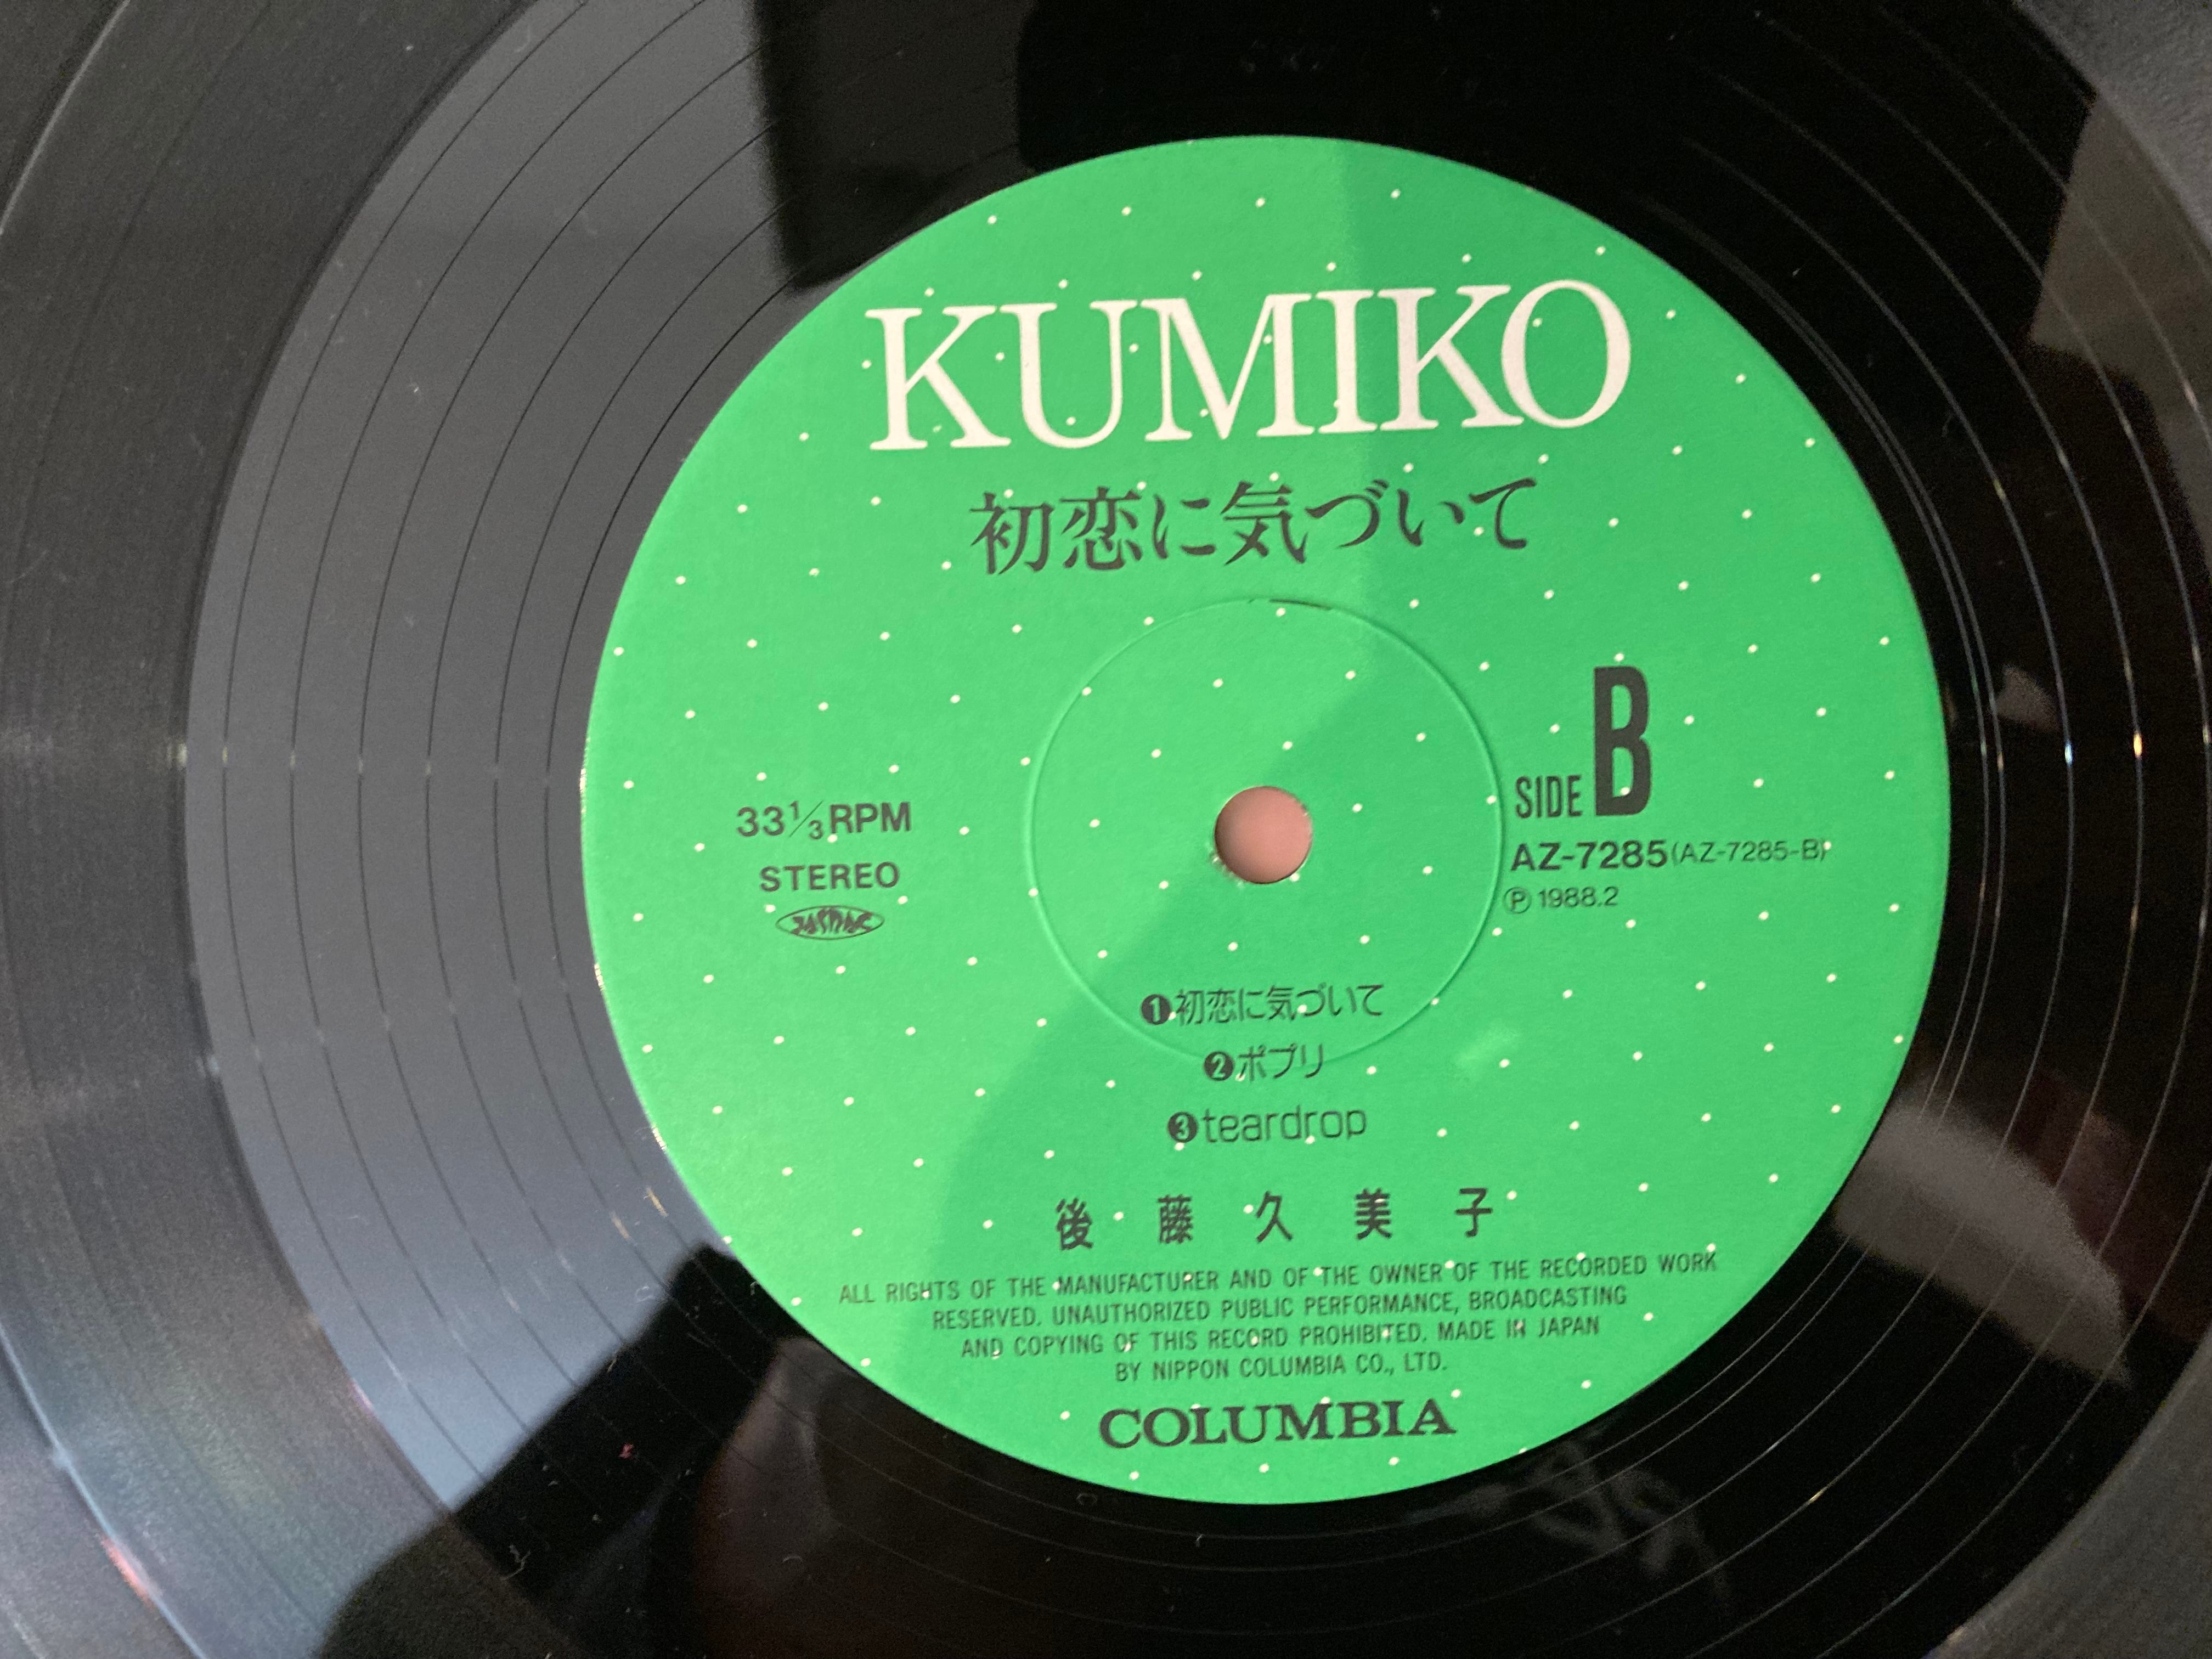 KUMIKO
初恋に気づいて
SIDE B
33⅓RPM
STEREO
JASRAC
AZ-7285(AZ-7285-B)
Ⓟ1988.2
❶初恋に気づいて
❷ポプリ
❸teardrop
後藤久美子
ALL RIGHTS OF THE MANUFACTURER AND OF THE OWNER OF THE RECORDED WORK
RESERVED. UNAUTHORIZED PUBLIC PERFORMANCE, BROADCASTING
AND COPYING OF THIS RECORD PROHIBITED. MADE IN JAPAN
BY NIPPON COLUMBIA CO., LTD.
COLUMBIA